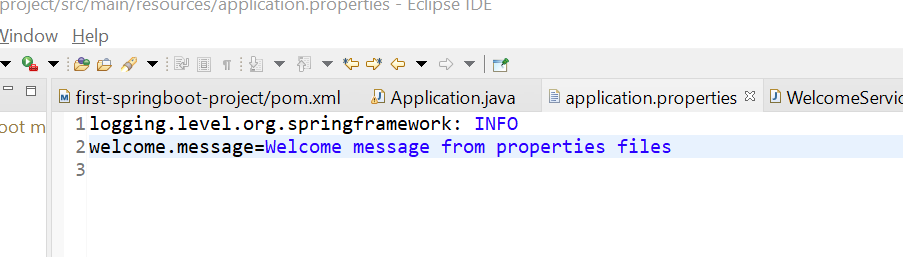 project/src/main/resources/application.properties - Eclipse IDE
Window Help
first-springboot-project/pom.xml Application.java application.properties WelcomeServic
oot m
1 logging.level.org.springframework: INFO
2 welcome.message=Welcome message from properties files
3